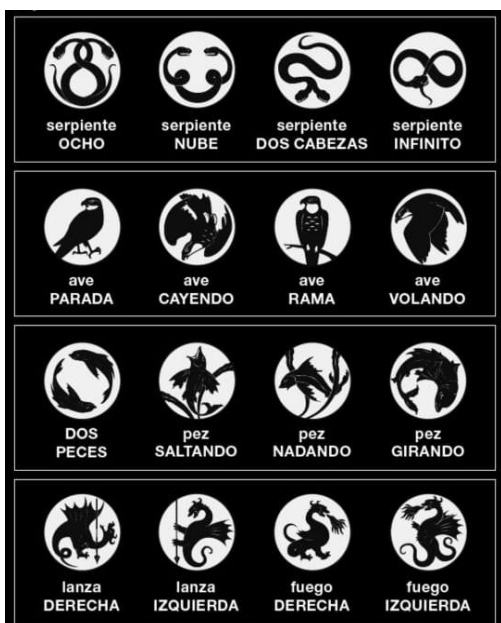 serpiente serpiente serpiente serpiente
OCHO NUBE DOS CABEZAS INFINITO
ave ave ave ave
PARADA CAYENDO RAMA VOLANDO
DOS pez pez pez
PECES SALTANDO NADANDO GIRANDO
lanza lanza fuego fuego
DERECHA IZQUIERDA DERECHA IZQUIERDA